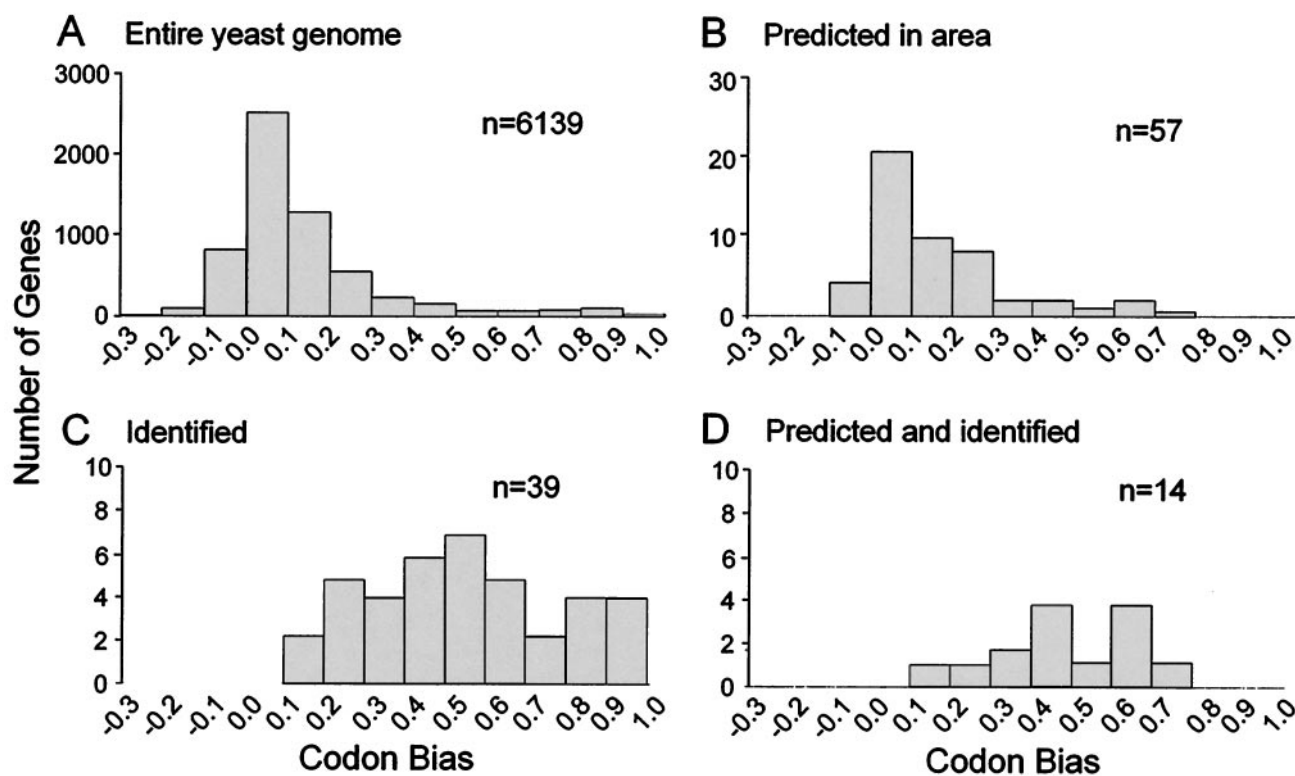 A Entire yeast genome
3000
2000
1000
0
n=6139
-0.3 -0.2 -0.1 0.0 0.1 0.2 0.3 0.4 0.5 0.6 0.7 0.8 0.9 1.0
B Predicted in area
30
20
10
0
n=57
-0.3 -0.2 -0.1 0.0 0.1 0.2 0.3 0.4 0.5 0.6 0.7 0.8 0.9 1.0
Number of Genes
C Identified
10
8
6
4
2
0
n=39
-0.3 -0.2 -0.1 0.0 0.1 0.2 0.3 0.4 0.5 0.6 0.7 0.8 0.9 1.0
Codon Bias
D Predicted and identified
10
8
6
4
2
0
n=14
-0.3 -0.2 -0.1 0.0 0.1 0.2 0.3 0.4 0.5 0.6 0.7 0.8 0.9 1.0
Codon Bias